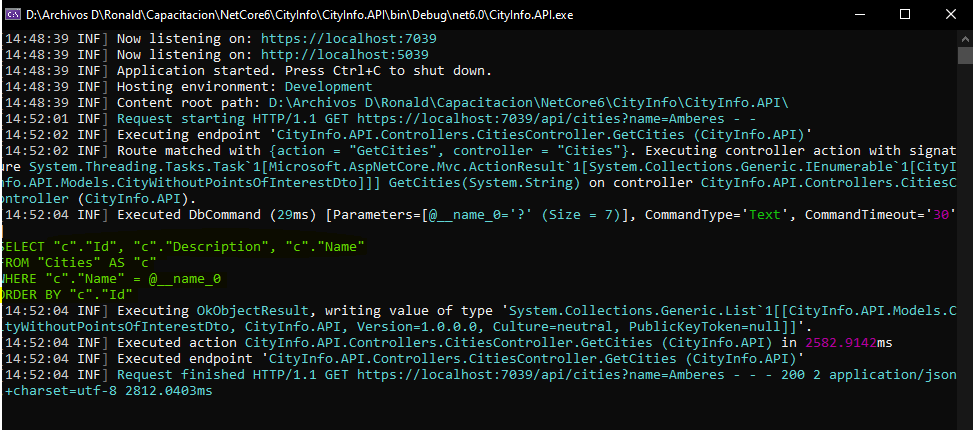 D:\Archivos D\Ronald\Capacitacion\NetCore6\CityInfo\CityInfo.API\bin\Debug\net6.0\CityInfo.API.exe
[14:48:39 INF] Now listening on: https://localhost:7039
[14:48:39 INF] Now listening on: http://localhost:5039
[14:48:39 INF] Application started. Press Ctrl+C to shut down.
[14:48:39 INF] Hosting environment: Development
[14:48:39 INF] Content root path: D:\Archivos D\Ronald\Capacitacion\NetCore6\CityInfo\CityInfo.API\
[14:52:01 INF] Request starting HTTP/1.1 GET https://localhost:7039/api/cities?name=Amberes - -
[14:52:02 INF] Executing endpoint 'CityInfo.API.Controllers.CitiesController.GetCities (CityInfo.API)'
[14:52:02 INF] Route matched with {action = "GetCities", controller = "Cities"}. Executing controller action with signat
ure System.Threading.Tasks.Task`1[Microsoft.AspNetCore.Mvc.ActionResult`1[System.Collections.Generic.IEnumerable`1[CityI
nfo.API.Models.CityWithoutPointsOfInterestDto]]] GetCities(System.String) on controller CityInfo.API.Controllers.CitiesC
ontroller (CityInfo.API).
[14:52:04 INF] Executed DbCommand (29ms) [Parameters=[@__name_0='?' (Size = 7)], CommandType='Text', CommandTimeout='30'
]
SELECT "c"."Id", "c"."Description", "c"."Name"
FROM "Cities" AS "c"
WHERE "c"."Name" = @__name_0
ORDER BY "c"."Id"
[14:52:04 INF] Executing OkObjectResult, writing value of type 'System.Collections.Generic.List`1[[CityInfo.API.Models.C
ityWithoutPointsOfInterestDto, CityInfo.API, Version=1.0.0.0, Culture=neutral, PublicKeyToken=null]]'.
[14:52:04 INF] Executed action CityInfo.API.Controllers.CitiesController.GetCities (CityInfo.API) in 2582.9142ms
[14:52:04 INF] Executed endpoint 'CityInfo.API.Controllers.CitiesController.GetCities (CityInfo.API)'
[14:52:04 INF] Request finished HTTP/1.1 GET https://localhost:7039/api/cities?name=Amberes - - - 200 2 application/json
;+charset=utf-8 2812.0403ms